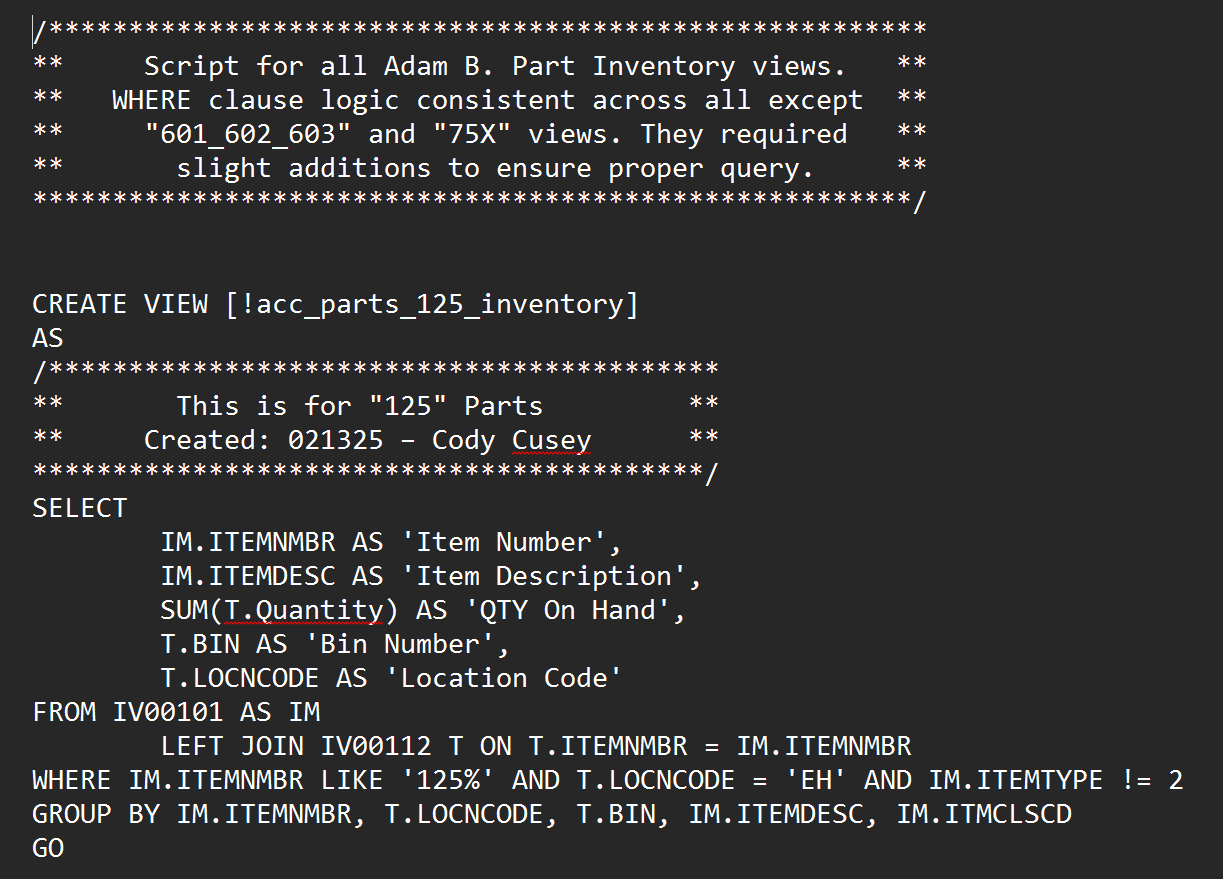 /*******************************************************
**     Script for all Adam B. Part Inventory views.   **
**   WHERE clause logic consistent across all except  **
**     "601_602_603" and "75X" views. They required   **
**       slight additions to ensure proper query.     **
*******************************************************/
CREATE VIEW [!acc_parts_125_inventory]
AS
/******************************************
**       This is for "125" Parts         **
**     Created: 021325 – Cody Cusey      **
******************************************/
SELECT
        IM.ITEMNMBR AS 'Item Number',
        IM.ITEMDESC AS 'Item Description',
        SUM(T.Quantity) AS 'QTY On Hand',
        T.BIN AS 'Bin Number',
        T.LOCNCODE AS 'Location Code'
FROM IV00101 AS IM
        LEFT JOIN IV00112 T ON T.ITEMNMBR = IM.ITEMNMBR
WHERE IM.ITEMNMBR LIKE '125%' AND T.LOCNCODE = 'EH' AND IM.ITEMTYPE != 2
GROUP BY IM.ITEMNMBR, T.LOCNCODE, T.BIN, IM.ITEMDESC, IM.ITMCLSCD
GO